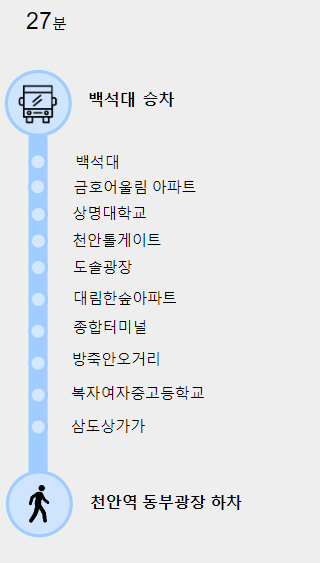 27분
백석대 승차
백석대
금호어울림 아파트
상명대학교
천안톨게이트
도솔광장
대림한숲아파트
종합터미널
방죽안오거리
복자여자중고등학교
삼도상가가
천안역 동부광장 하차